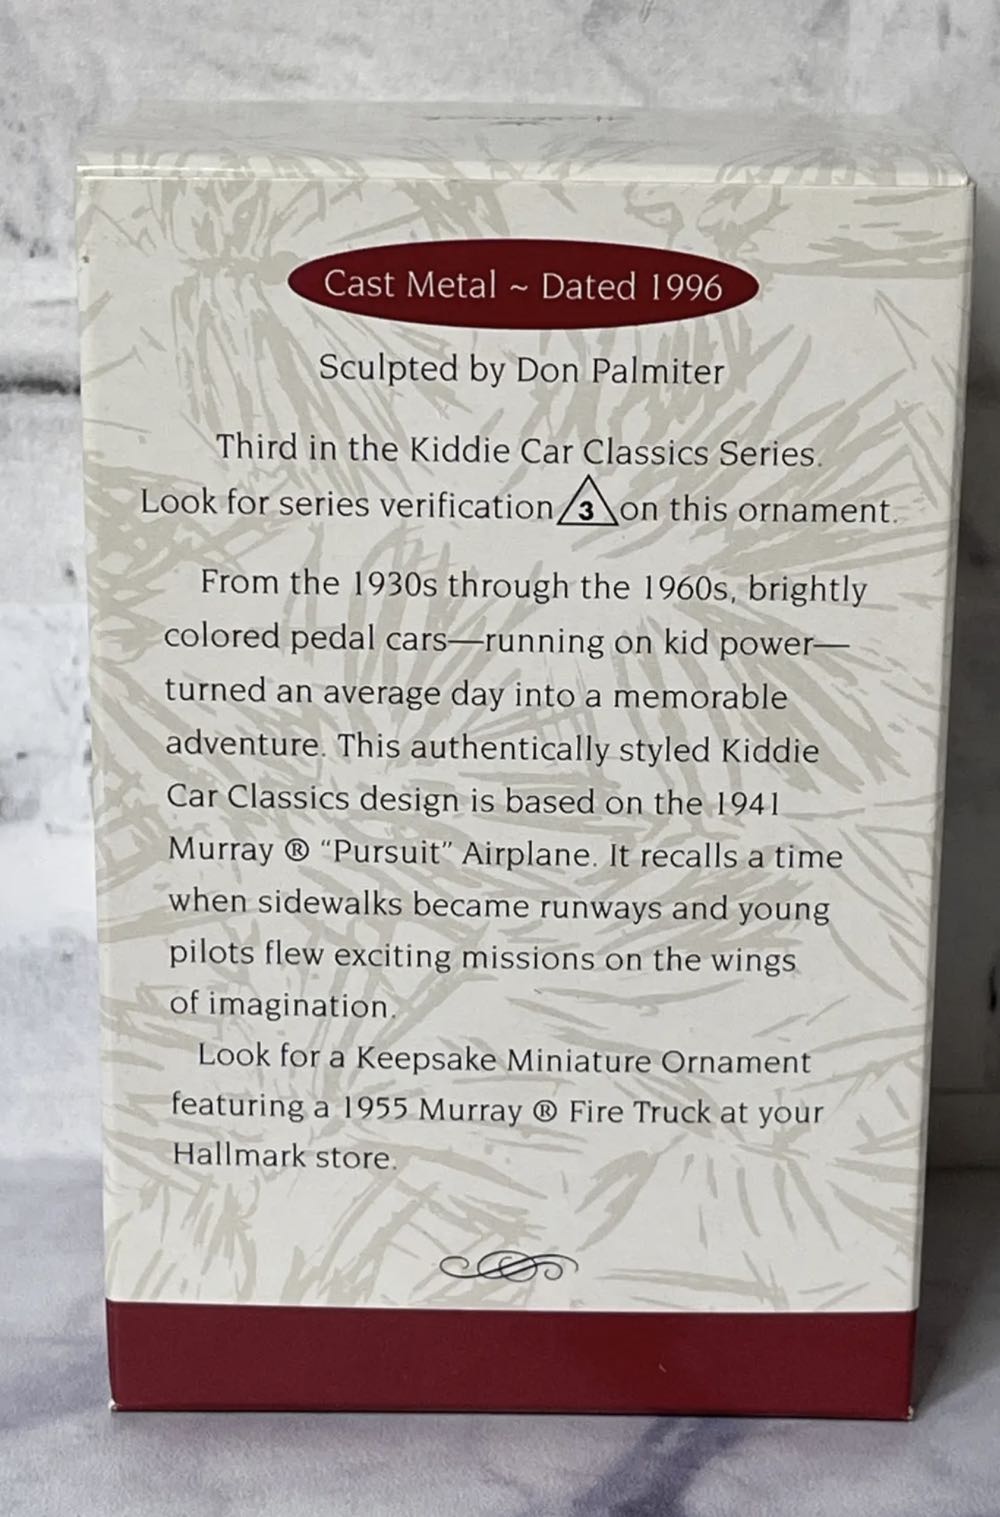 Cast Metal ~ Dated 1996
Sculpted by Don Palmiter
Third in the Kiddie Car Classics Series.
Look for series verification 3 on this ornament.
From the 1930s through the 1960s, brightly
colored pedal cars—running on kid power—
turned an average day into a memorable
adventure. This authentically styled Kiddie
Car Classics design is based on the 1941
Murray ® “Pursuit” Airplane. It recalls a time
when sidewalks became runways and young
pilots flew exciting missions on the wings
of imagination.
Look for a Keepsake Miniature Ornament
featuring a 1955 Murray ® Fire Truck at your
Hallmark store.